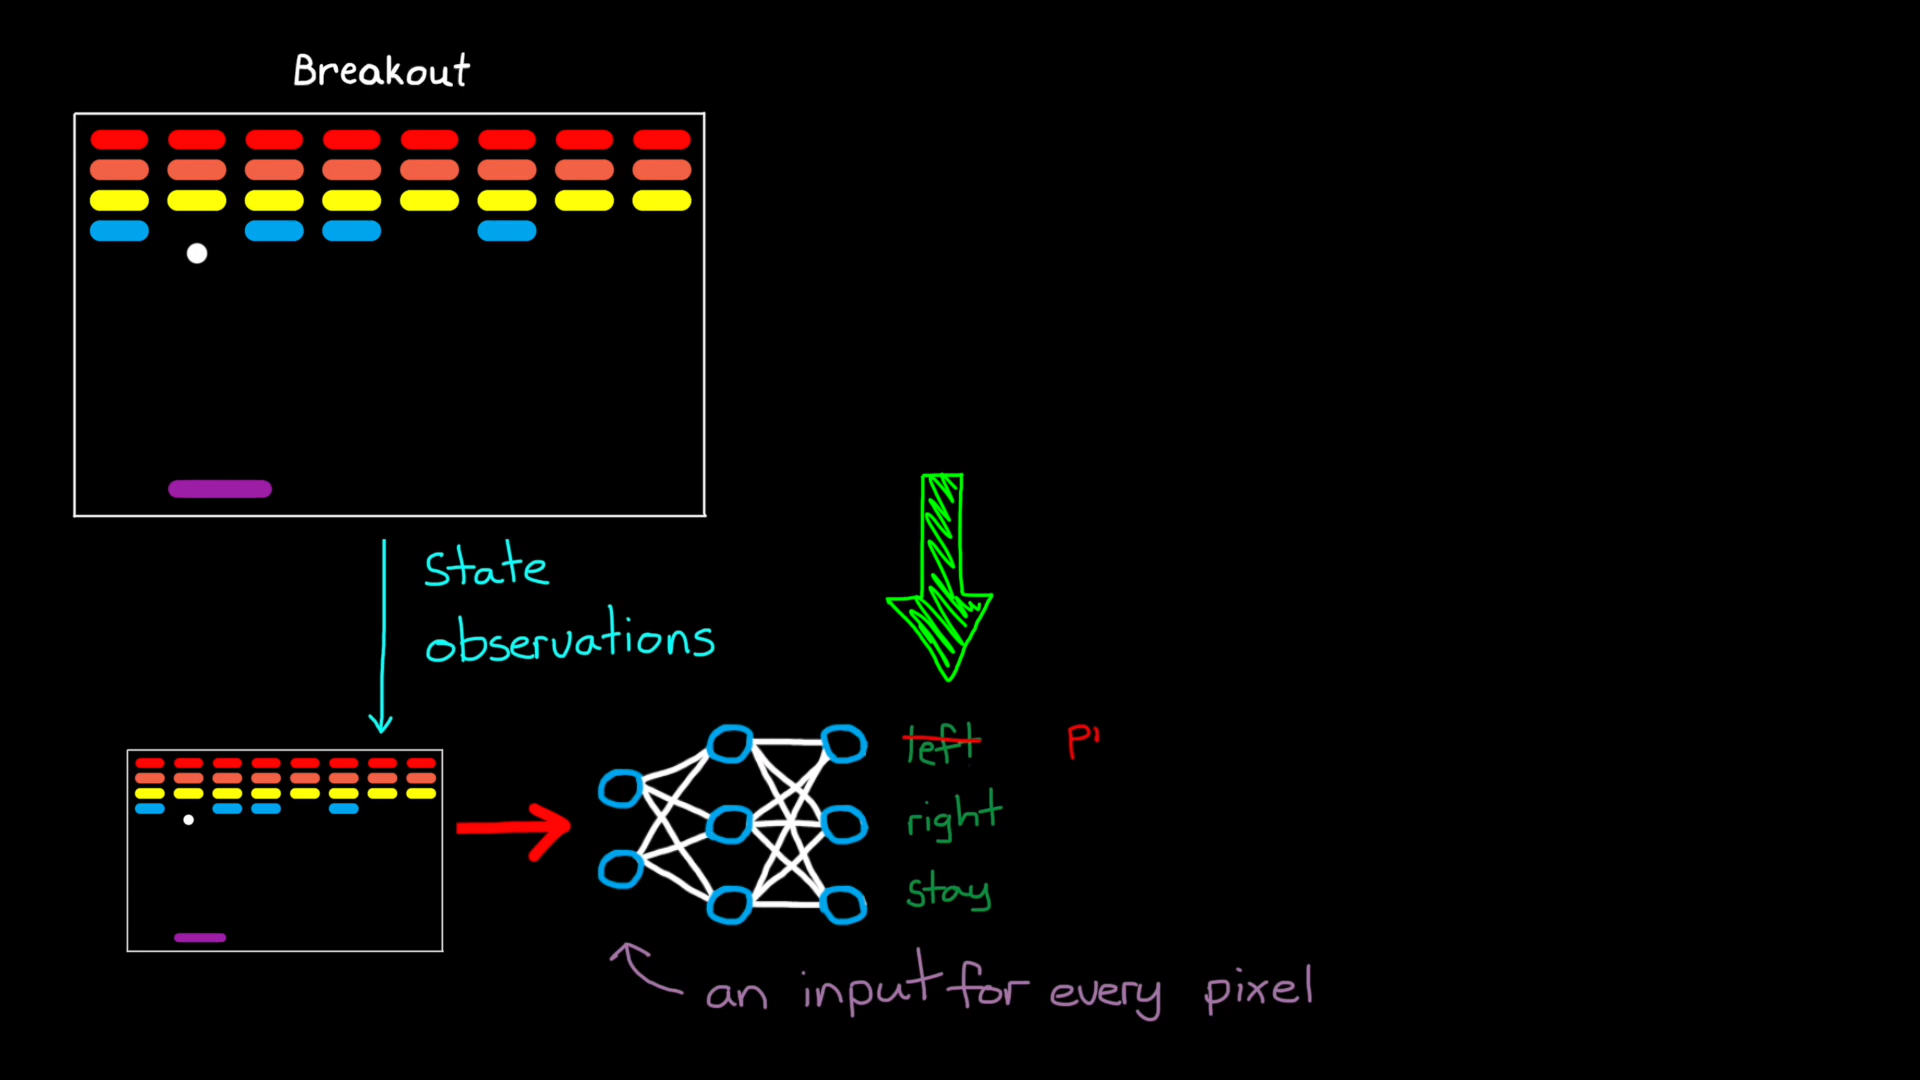 Breakout
State
observations
left
right
stay
an input for every pixel